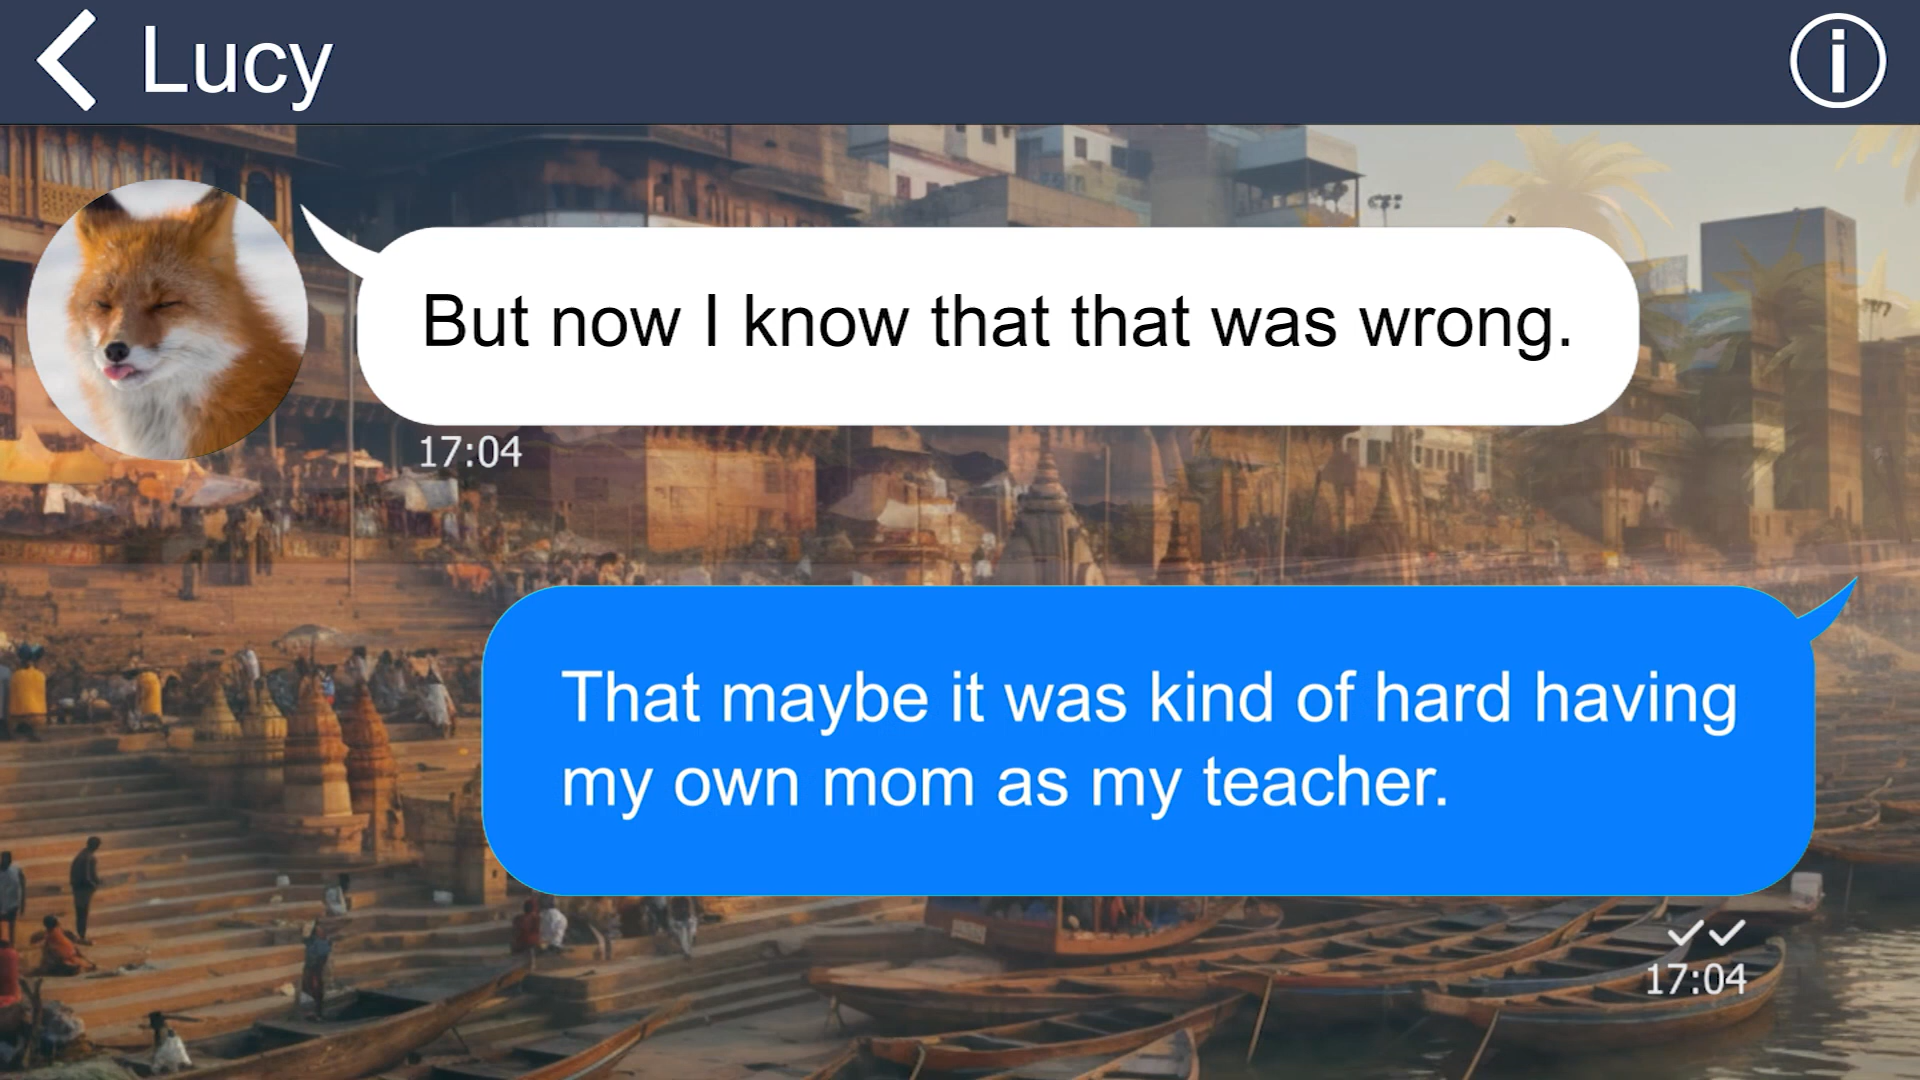 Lucy
But now I know that that was wrong.
17:04
That maybe it was kind of hard having
my own mom as my teacher.
17:04